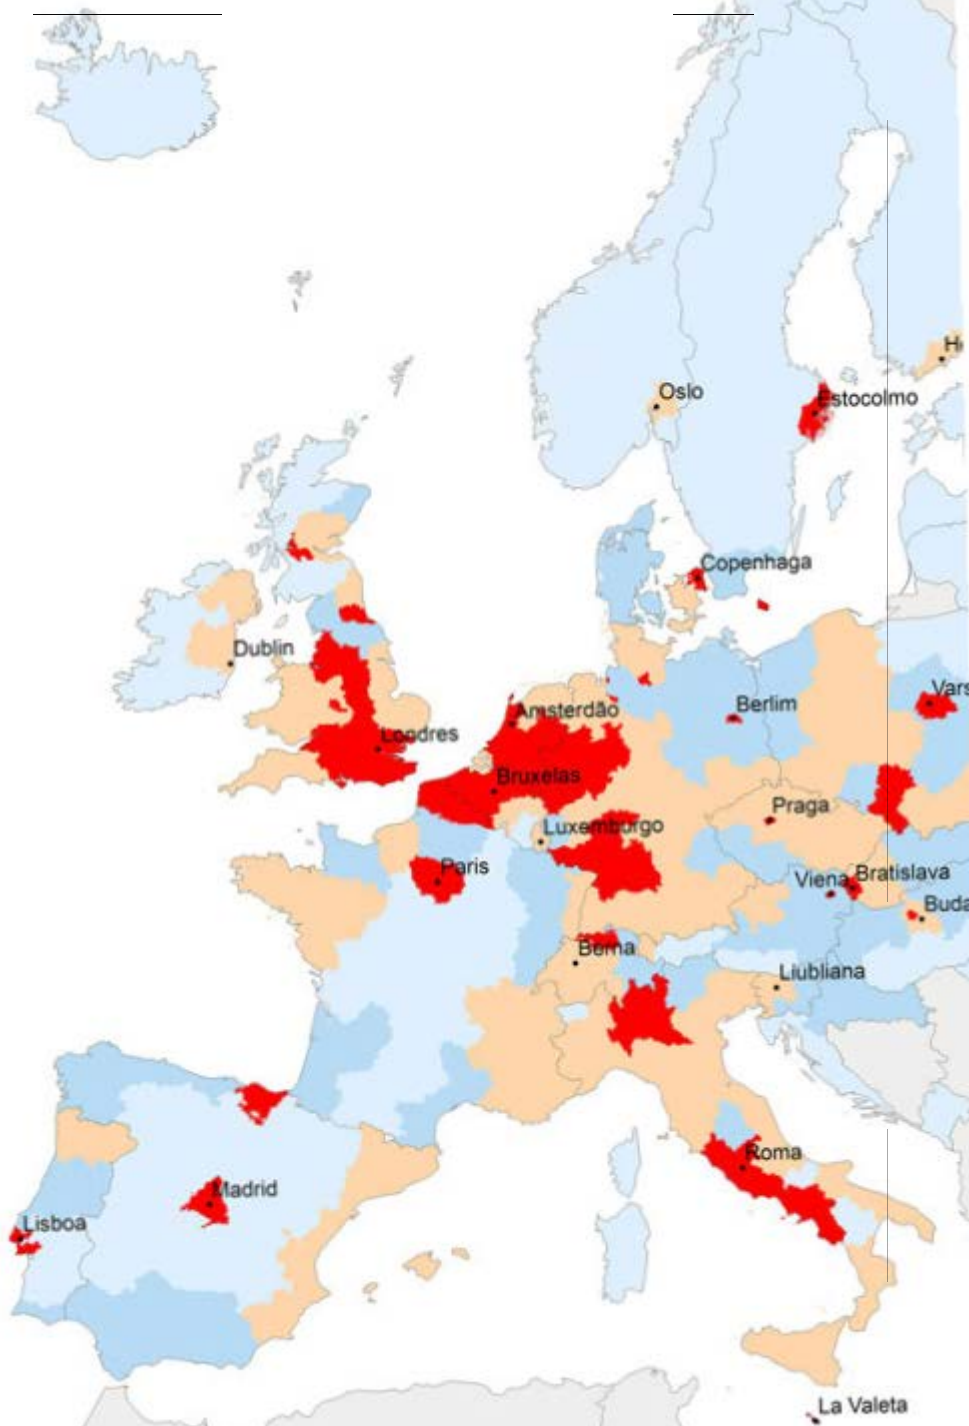 Oslo
Estocolmo
Copenhaga
Dublin
Amsterdão
Berlim
Londres
Bruxelas
Praga
Luxemburgo
Paris
Viena
Bratislava
Berna
Liubliana
Roma
Madrid
Lisboa
La Valeta